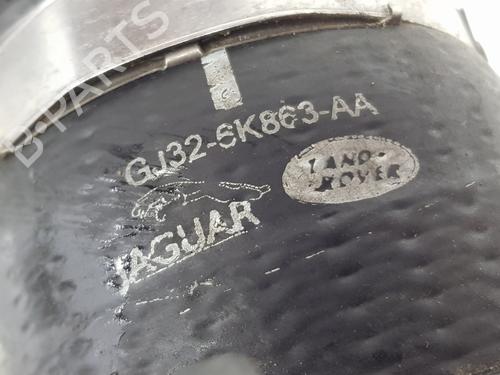 B-PARTS
GJ32-6K863-AA
LAND-
ROVER
JAGUAR